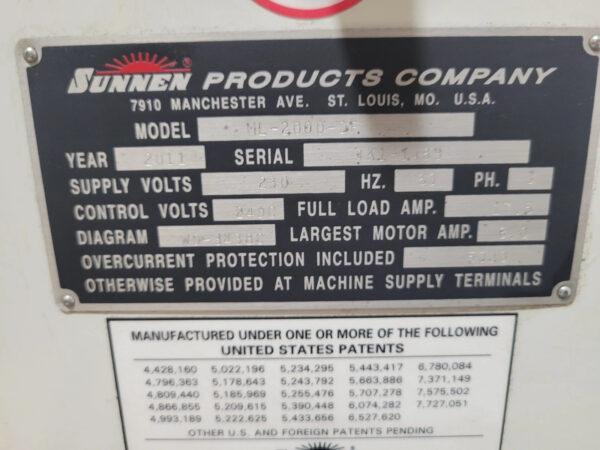 SUNNEN® PRODUCTS COMPANY
7910 MANCHESTER AVE. ST. LOUIS, MO. U.S.A.
MODEL
YEAR 2011 SERIAL
SUPPLY VOLTS 230 HZ. PH.
CONTROL VOLTS FULL LOAD AMP.
DIAGRAM LARGEST MOTOR AMP.
OVERCURRENT PROTECTION INCLUDED
OTHERWISE PROVIDED AT MACHINE SUPPLY TERMINALS
MANUFACTURED UNDER ONE OR MORE OF THE FOLLOWING
UNITED STATES PATENTS
4,428,160 5,022,196 5,234,295 5,443,417 6,780,084
4,796,363 5,178,643 5,243,792 5,663,886 7,371,149
4,809,440 5,185,969 5,255,476 5,707,278 7,575,502
4,866,855 5,209,615 5,390,448 6,074,282 7,727,051
4,993,189 5,222,625 5,433,656 6,527,620
OTHER U.S. AND FOREIGN PATENTS PENDING